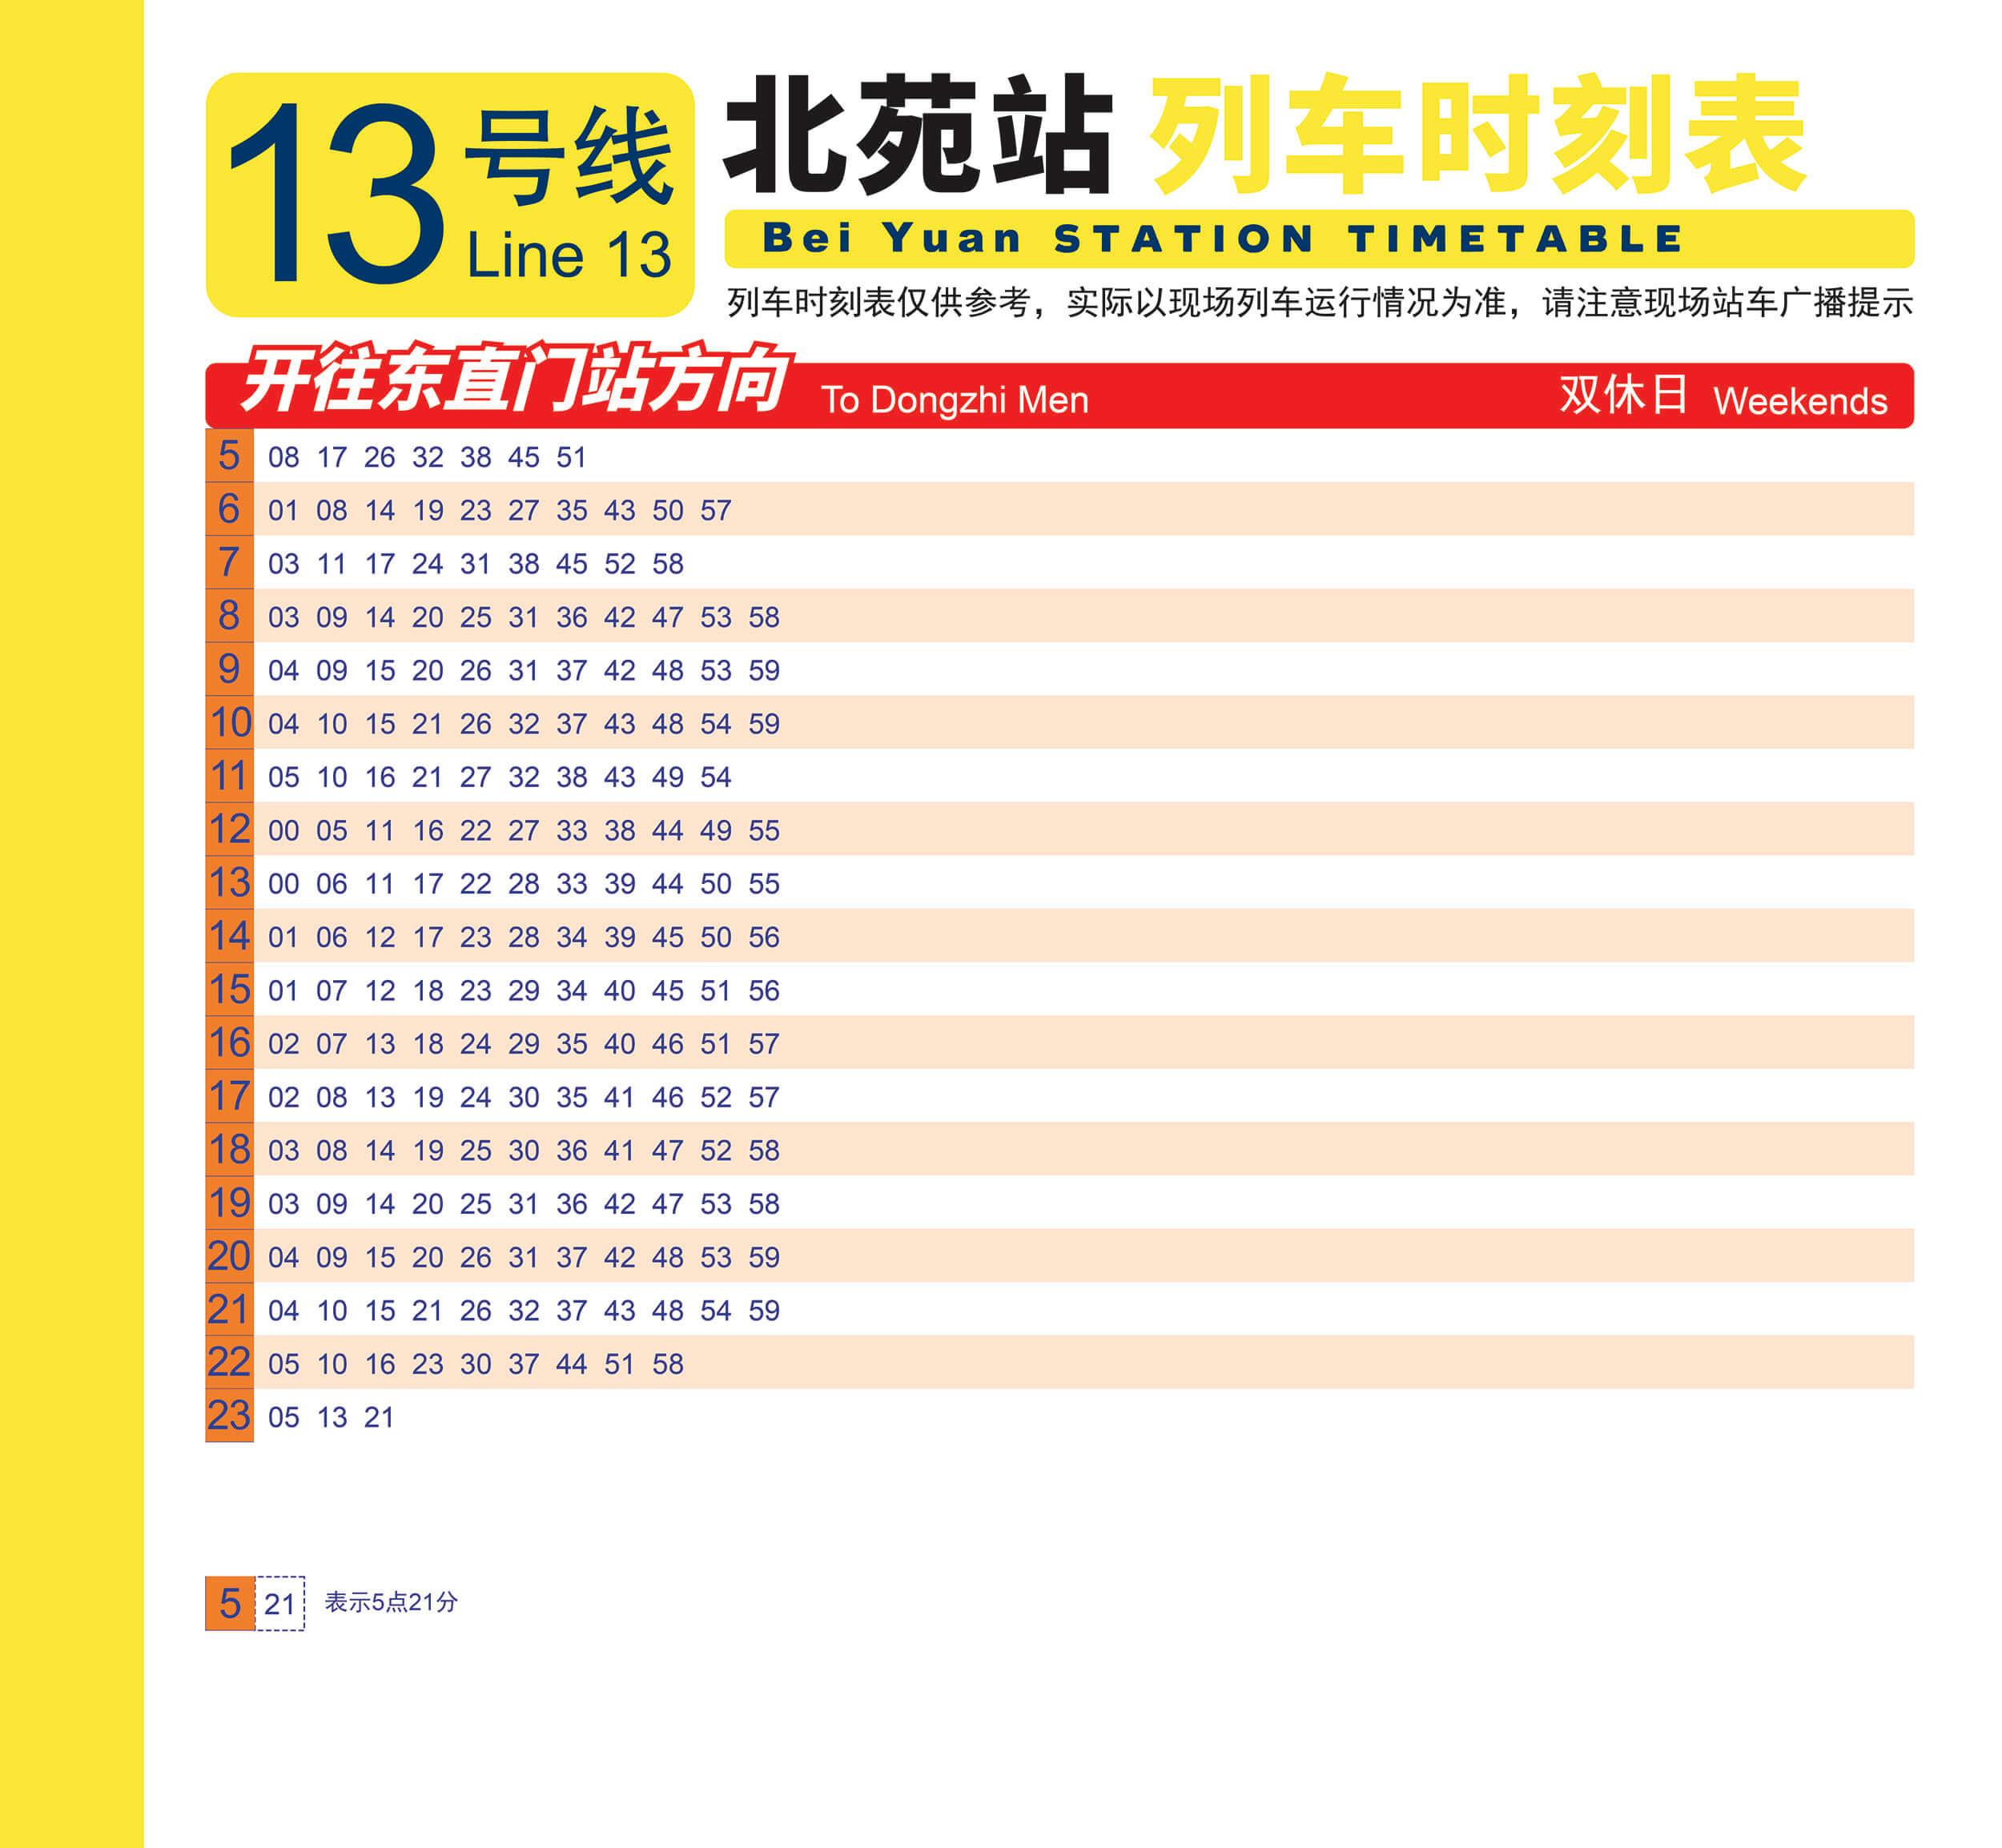 13号线
Line 13
北苑站 列车时刻表
Bei Yuan STATION TIMETABLE
列车时刻表仅供参考，实际以现场列车运行情况为准，请注意现场站车广播提示
开往东直门站方向 To Dongzhi Men 双休日 Weekends
5 08 17 26 32 38 45 51
6 01 08 14 19 23 27 35 43 50 57
7 03 11 17 24 31 38 45 52 58
8 03 09 14 20 25 31 36 42 47 53 58
9 04 09 15 20 26 31 37 42 48 53 59
10 04 10 15 21 26 32 37 43 48 54 59
11 05 10 16 21 27 32 38 43 49 54
12 00 05 11 16 22 27 33 38 44 49 55
13 00 06 11 17 22 28 33 39 44 50 55
14 01 06 12 17 23 28 34 39 45 50 56
15 01 07 12 18 23 29 34 40 45 51 56
16 02 07 13 18 24 29 35 40 46 51 57
17 02 08 13 19 24 30 35 41 46 52 57
18 03 08 14 19 25 30 36 41 47 52 58
19 03 09 14 20 25 31 36 42 47 53 58
20 04 09 15 20 26 31 37 42 48 53 59
21 04 10 15 21 26 32 37 43 48 54 59
22 05 10 16 23 30 37 44 51 58
23 05 13 21
5 21 表示5点21分